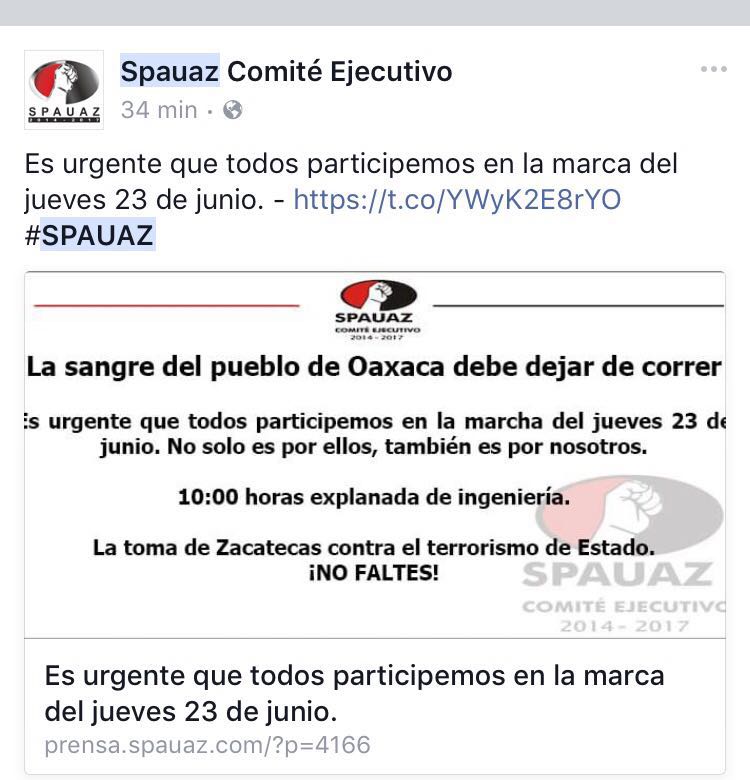 Spauaz Comité Ejecutivo
34 min ·
SPAUAZ
2014-2017
Es urgente que todos participemos en la marca del
jueves 23 de junio. - https://t.co/YWyK2E8rYO
#SPAUAZ
SPAUAZ
COMITÉ EJECUTIVO
2014-2017
La sangre del pueblo de Oaxaca debe dejar de correr
Es urgente que todos participemos en la marcha del jueves 23 de
junio. No solo es por ellos, también es por nosotros.
10:00 horas explanada de ingeniería.
La toma de Zacatecas contra el terrorismo de Estado.
¡NO FALTES!
SPAUAZ
COMITÉ EJECUTIVO
2014- 2017
Es urgente que todos participemos en la marca
del jueves 23 de junio.
prensa.spauaz.com/?p=4166